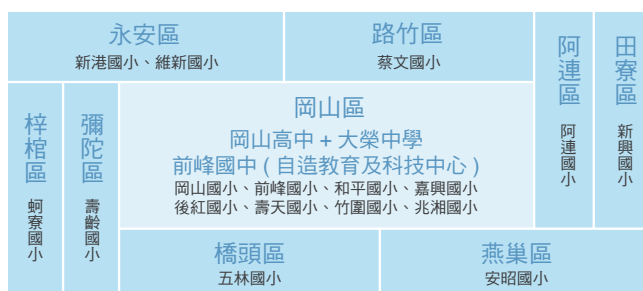 永安區
新港國小、維新國小
路竹區
蔡文國小
阿連區
阿連國小
田寮區
新興國小
梓棺區
蚵寮國小
彌陀區
壽齡國小
岡山區
岡山高中 + 大榮中學
前峰國中 ( 自造教育及科技中心 )
岡山國小、前峰國小、和平國小、嘉興國小
後紅國小、壽天國小、竹圍國小、兆湘國小
橋頭區
五林國小
燕巢區
安昭國小